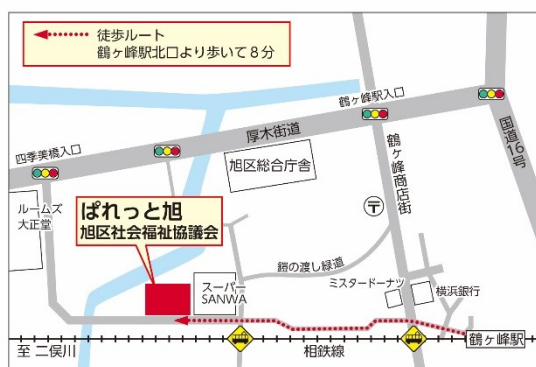 徒歩ルート
鶴ヶ峰駅北口より歩いて8分
鶴ヶ峰駅入口
厚木街道
国道16号
四季美橋入口
旭区総合庁舎
鶴ヶ峰商店街
〒
ルームズ
大正堂
ぱれっと旭
旭区社会福祉協議会
鎧の渡し緑道
スーパー
SANWA
ミスタードーナツ
横浜銀行
鶴ヶ峰駅
至 二俣川
相鉄線